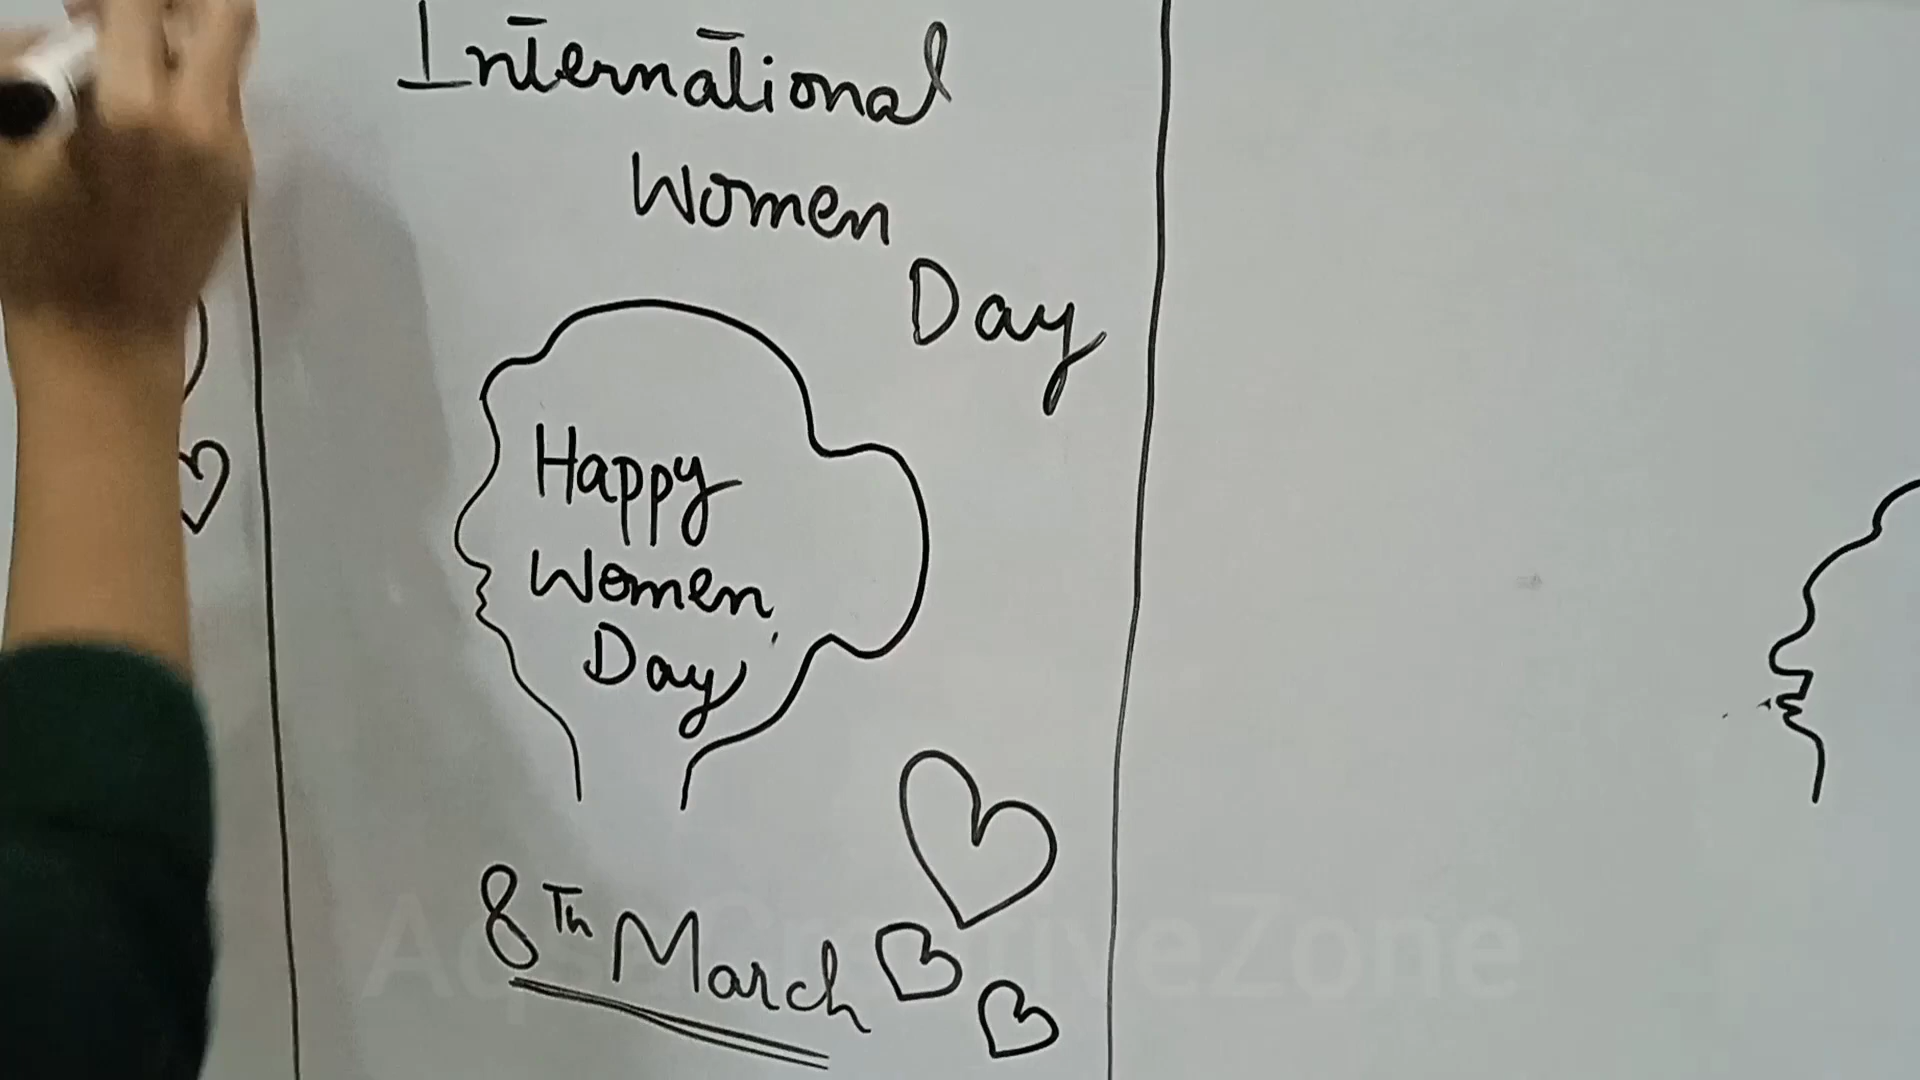 International
Women
Day
Happy
Women
Day
8Th March